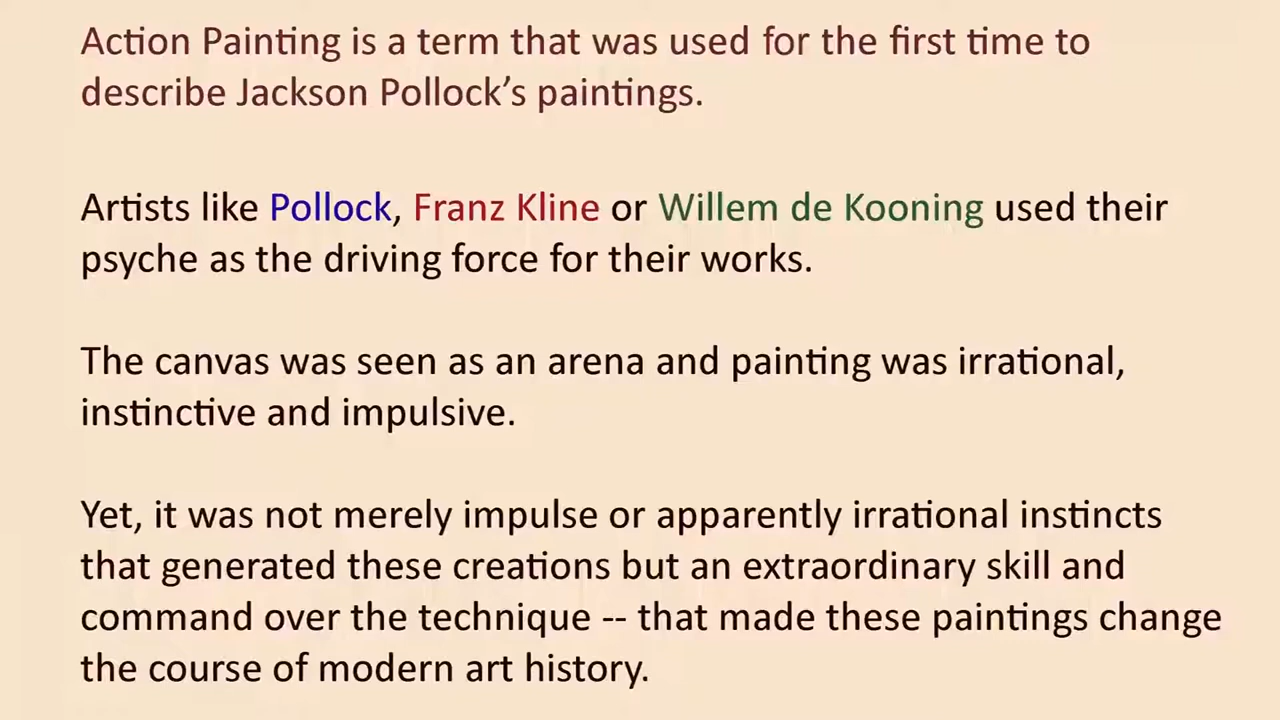 Action Painting is a term that was used for the first time to
describe Jackson Pollock’s paintings.
Artists like Pollock, Franz Kline or Willem de Kooning used their
psyche as the driving force for their works.
The canvas was seen as an arena and painting was irrational,
instinctive and impulsive.
Yet, it was not merely impulse or apparently irrational instincts
that generated these creations but an extraordinary skill and
command over the technique -- that made these paintings change
the course of modern art history.